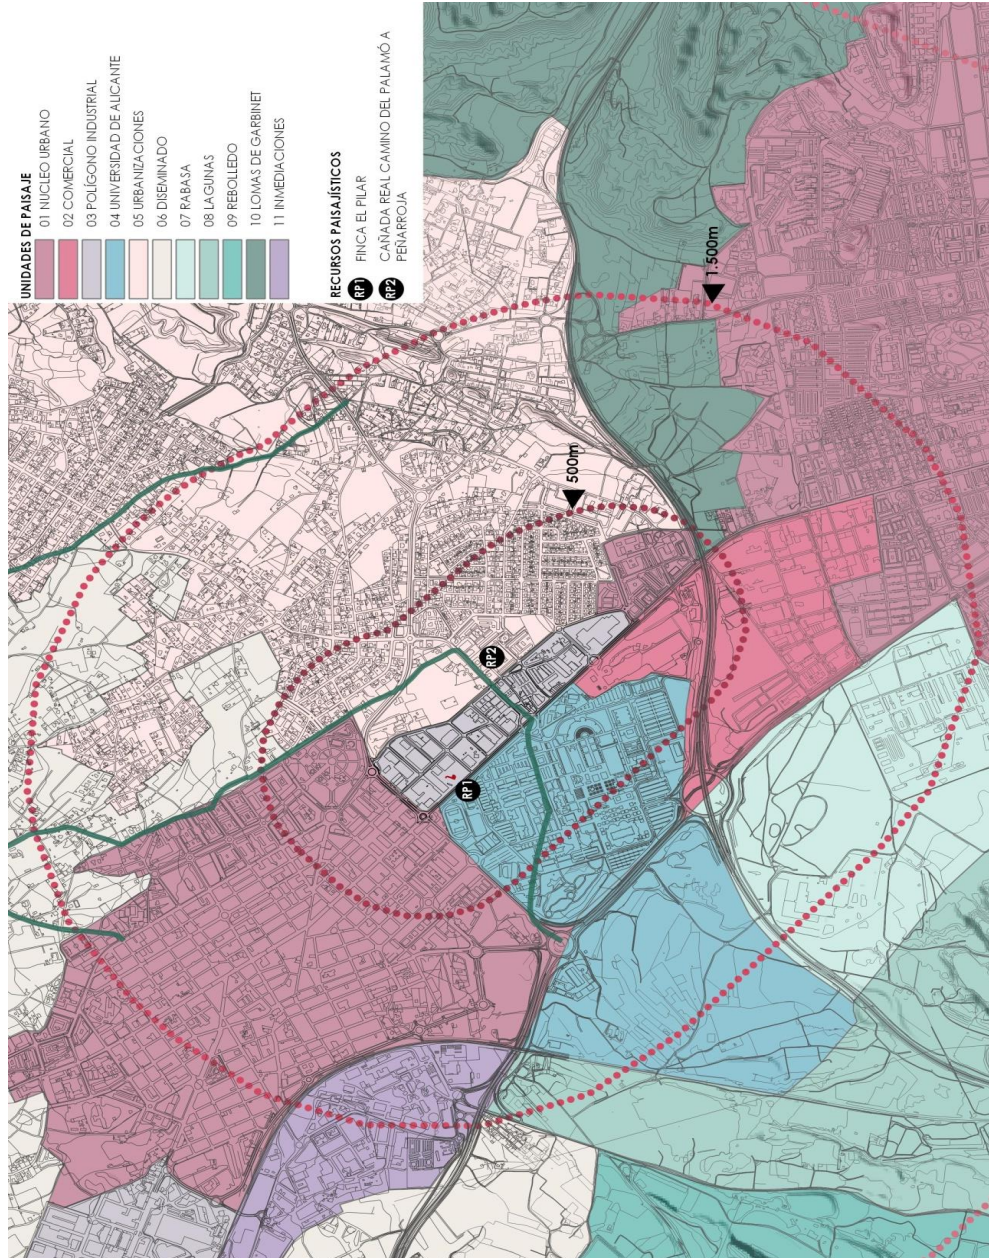 UNIDADES DE PAISAJE
01 NUCLEO URBANO
02 COMERCIAL
03 POLÍGONO INDUSTRIAL
04 UNIVERSIDAD DE ALICANTE
05 URBANIZACIONES
06 DISEMINADO
07 RABASA
08 LAGUNAS
09 REBOLLEDO
10 LOMAS DE GARBINET
11 INMEDIACIONES
RECURSOS PAISAJÍSTICOS
RP1 FINCA EL PILAR
RP2 CAÑADA REAL CAMINO DEL PALAMÓ A
PEÑARROJA
1.500m
500m
RP2
RP1